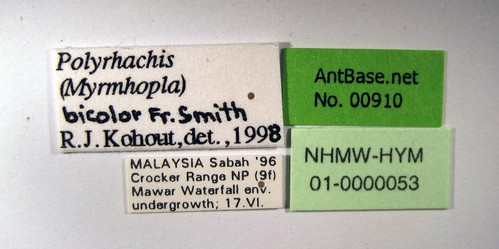 Polyrhachis
(Myrmhopla)
bicolor Fr. Smith
R.J. Kohout, det., 1998
AntBase.net
No. 00910
MALAYSIA Sabah '96
Crocker Range NP (9f)
Mawar Waterfall env.
undergrowth; 17.VI.
NHMW-HYM
01-0000053